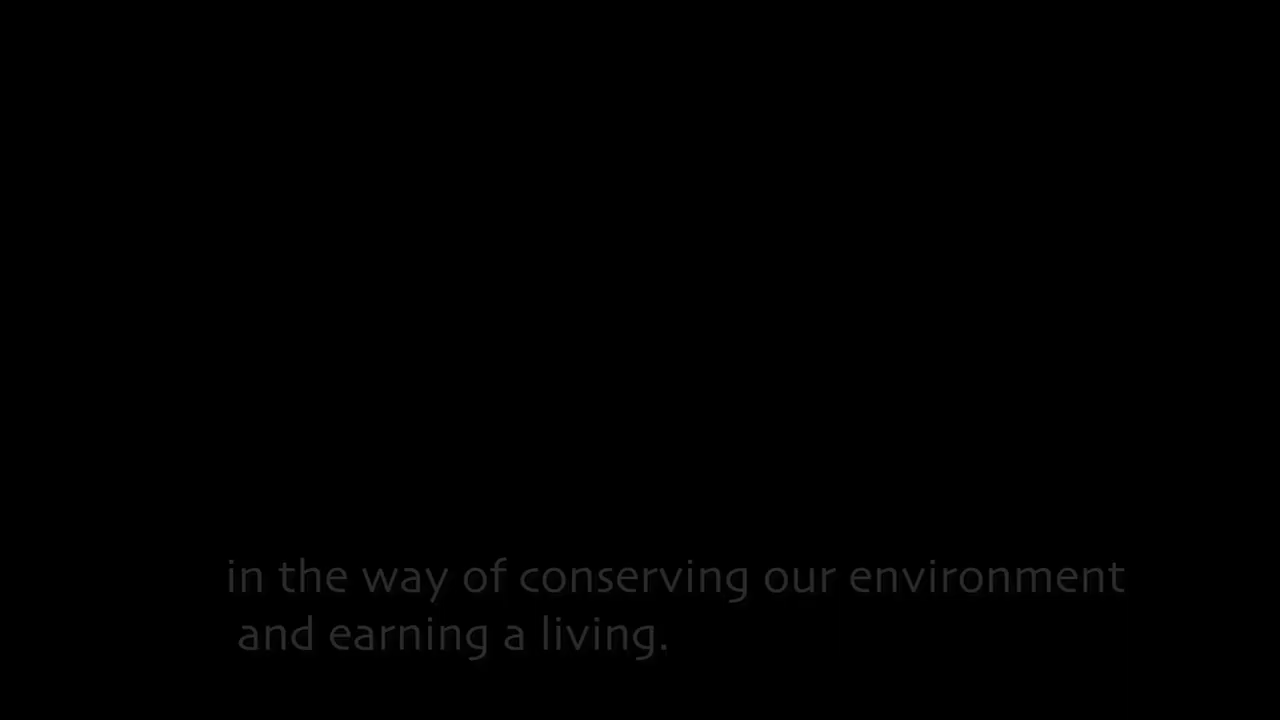 in the way of conserving our environment
and earning a living.